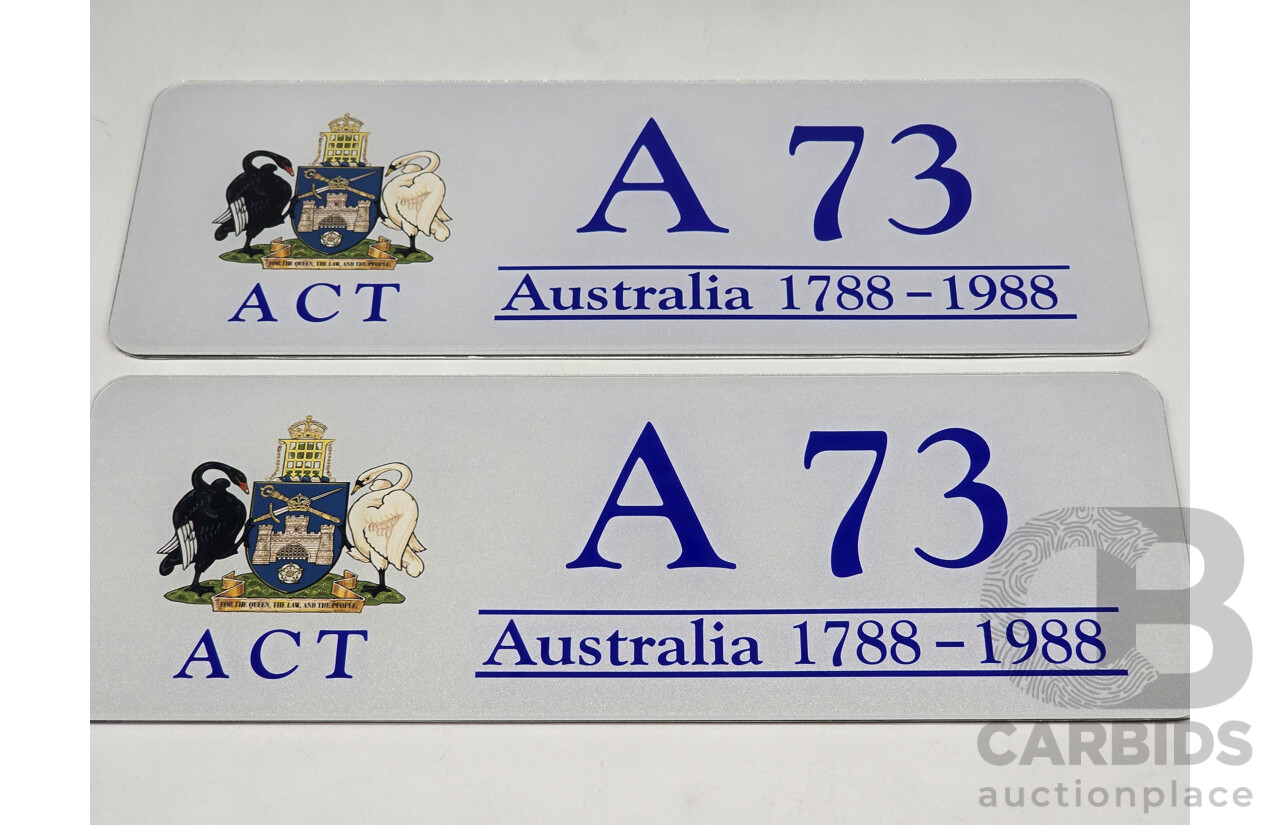 A 73
FOR THE QUEEN, THE LAW, AND THE PEOPLE
ACT
Australia 1788 – 1988
A 73
FOR THE QUEEN, THE LAW, AND THE PEOPLE
ACT
Australia 1788 – 1988
CB
CARBIDS
auctionplace